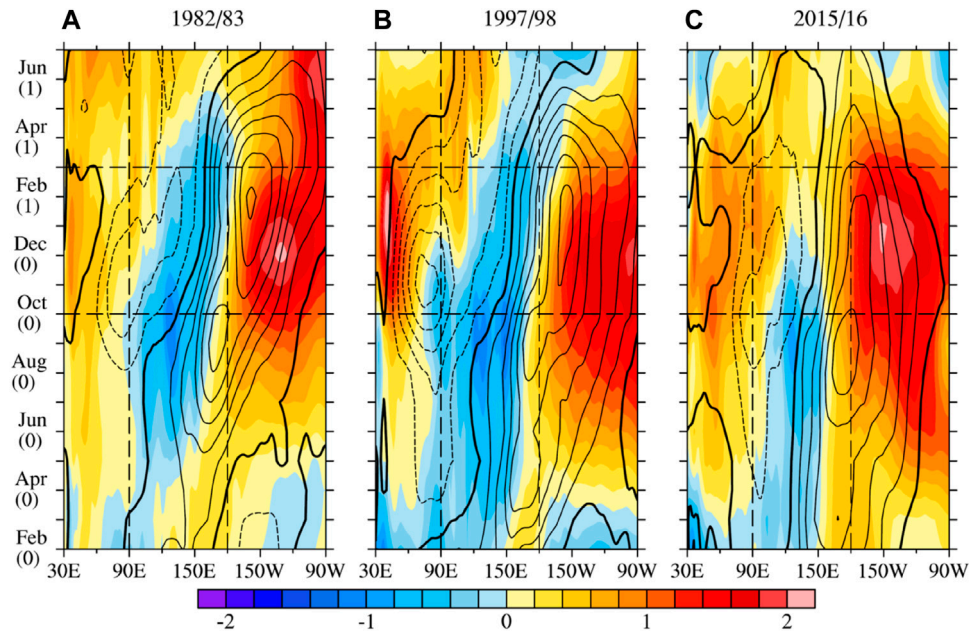 A 1982/83
B 1997/98
C 2015/16
Jun
(1)
Apr
(1)
Feb
(1)
Dec
(0)
Oct
(0)
Aug
(0)
Jun
(0)
Apr
(0)
Feb
(0)
30E 90E 150E 150W 90W
30E 90E 150E 150W 90W
30E 90E 150E 150W 90W
-2 -1 0 1 2